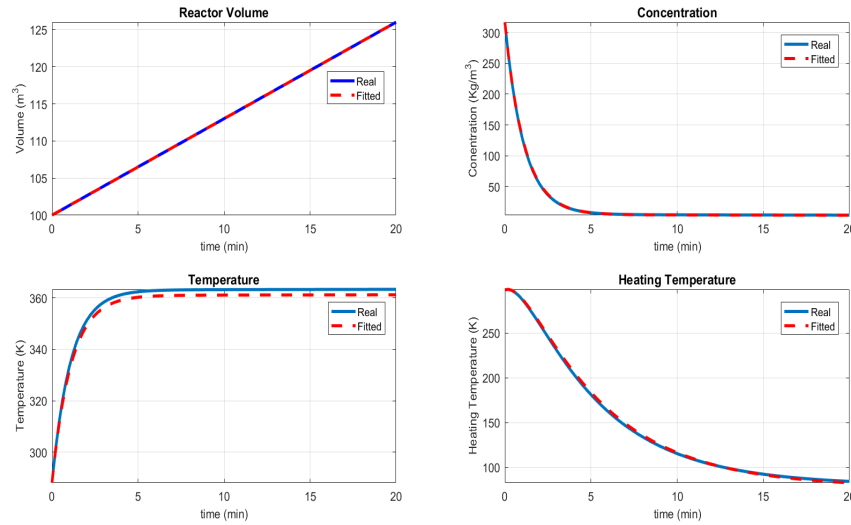 Reactor Volume
125
120
115
110
105
100
Volume (m³)
0
5
10
15
20
time (min)
Real
Fitted
Concentration
300
250
200
150
100
50
Conentration (Kg/m³)
0
5
10
15
20
time (min)
Real
Fitted
Temperature
360
340
320
300
Temperature (K)
0
5
10
15
20
time (min)
Real
Fitted
Heating Temperature
250
200
150
100
Heating Temperature (K)
0
5
10
15
20
time (min)
Real
Fitted